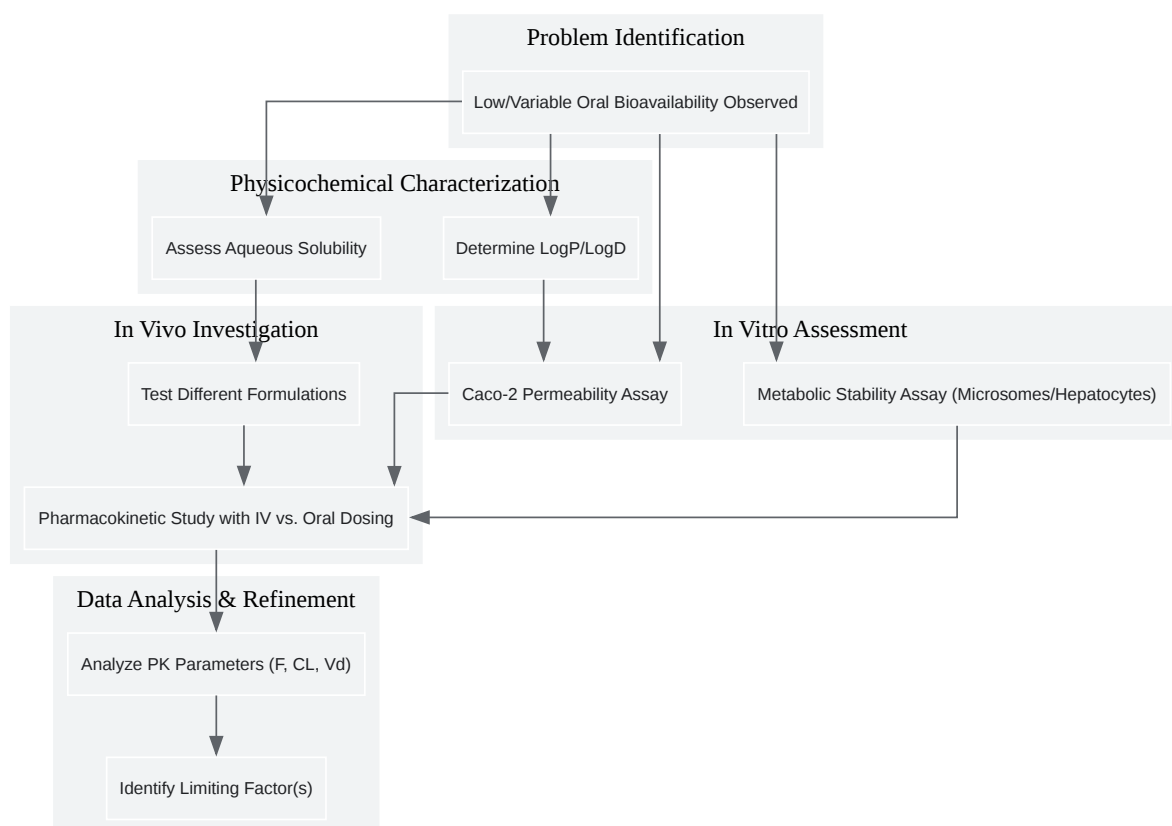 Problem Identification
Low/Variable Oral Bioavailability Observed
Physicochemical Characterization
Assess Aqueous Solubility
Determine LogP/LogD
In Vivo Investigation
In Vitro Assessment
Test Different Formulations
Caco-2 Permeability Assay
Metabolic Stability Assay (Microsomes/Hepatocytes)
Pharmacokinetic Study with IV vs. Oral Dosing
Data Analysis & Refinement
Analyze PK Parameters (F, CL, Vd)
Identify Limiting Factor(s)